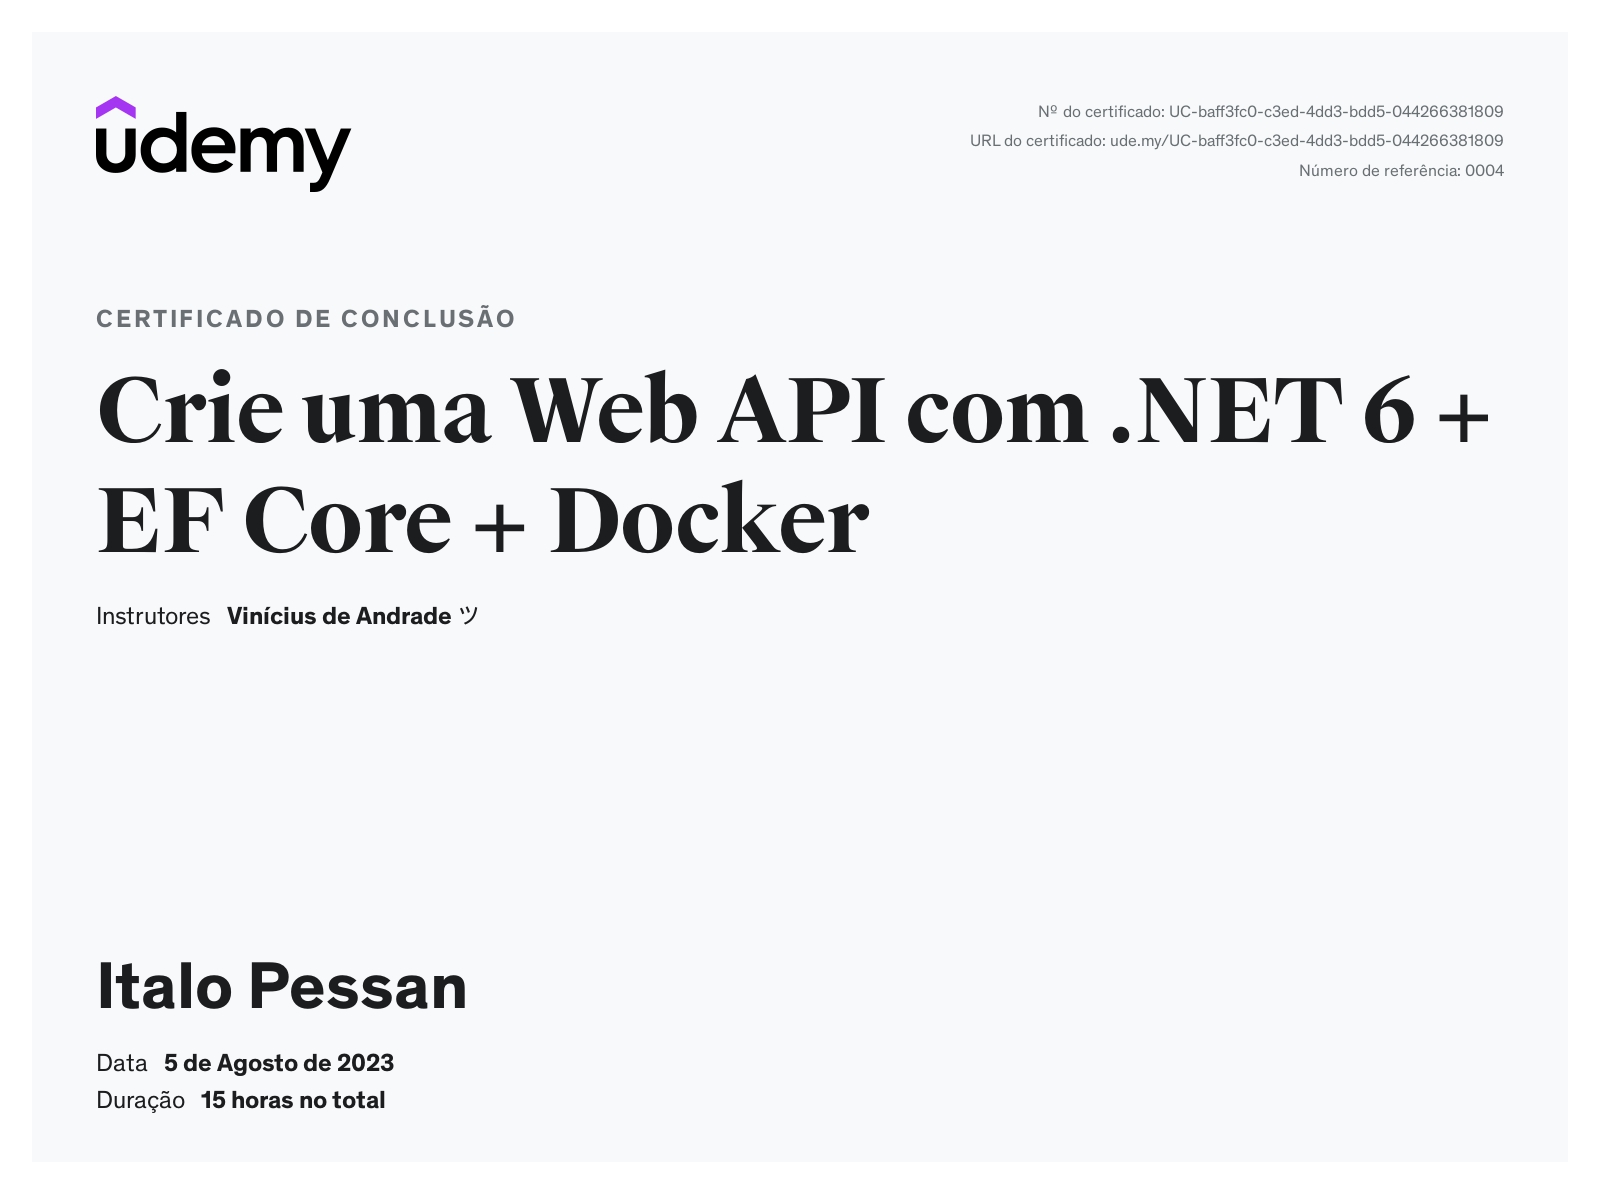 udemy
Nº do certificado: UC-baff3fc0-c3ed-4dd3-bdd5-044266381809
URL do certificado: ude.my/UC-baff3fc0-c3ed-4dd3-bdd5-044266381809
Número de referência: 0004
CERTIFICADO DE CONCLUSÃO
Crie uma Web API com .NET 6 +
EF Core + Docker
Instrutores Vinícius de Andrade ツ
Italo Pessan
Data 5 de Agosto de 2023
Duração 15 horas no total